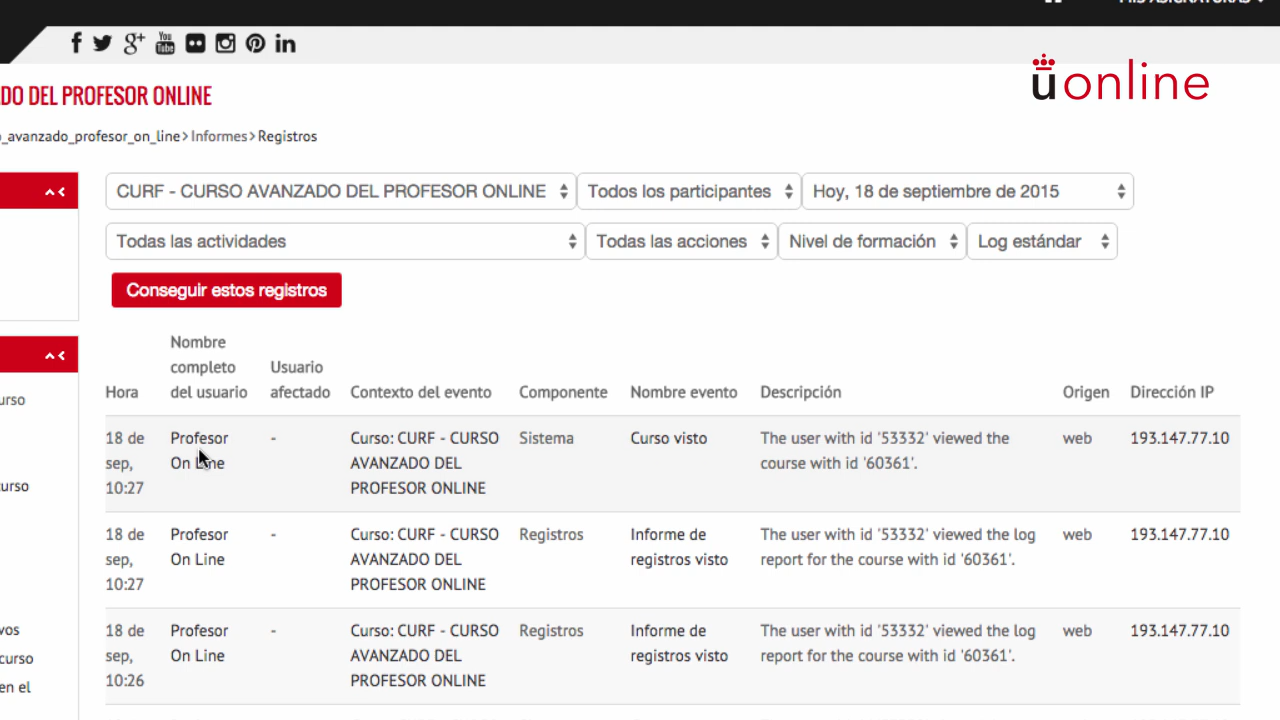 MIS ASIGNATURAS
You
Tube
ADO DEL PROFESOR ONLINE
üonline
_avanzado_profesor_on_line > Informes > Registros
CURF - CURSO AVANZADO DEL PROFESOR ONLINE
Todos los participantes
Hoy, 18 de septiembre de 2015
Todas las actividades
Todas las acciones
Nivel de formación
Log estándar
Conseguir estos registros
Hora
Nombre
completo
del usuario
Usuario
afectado
Contexto del evento
Componente
Nombre evento
Descripción
Origen
Dirección IP
18 de
sep,
10:27
Profesor
On Line
-
Curso: CURF - CURSO
AVANZADO DEL
PROFESOR ONLINE
Sistema
Curso visto
The user with id '53332' viewed the
course with id '60361'.
web
193.147.77.10
18 de
sep,
10:27
Profesor
On Line
-
Curso: CURF - CURSO
AVANZADO DEL
PROFESOR ONLINE
Registros
Informe de
registros visto
The user with id '53332' viewed the log
report for the course with id '60361'.
web
193.147.77.10
18 de
sep,
10:26
Profesor
On Line
-
Curso: CURF - CURSO
AVANZADO DEL
PROFESOR ONLINE
Registros
Informe de
registros visto
The user with id '53332' viewed the log
report for the course with id '60361'.
web
193.147.77.10
urso
curso
vos
curso
en el